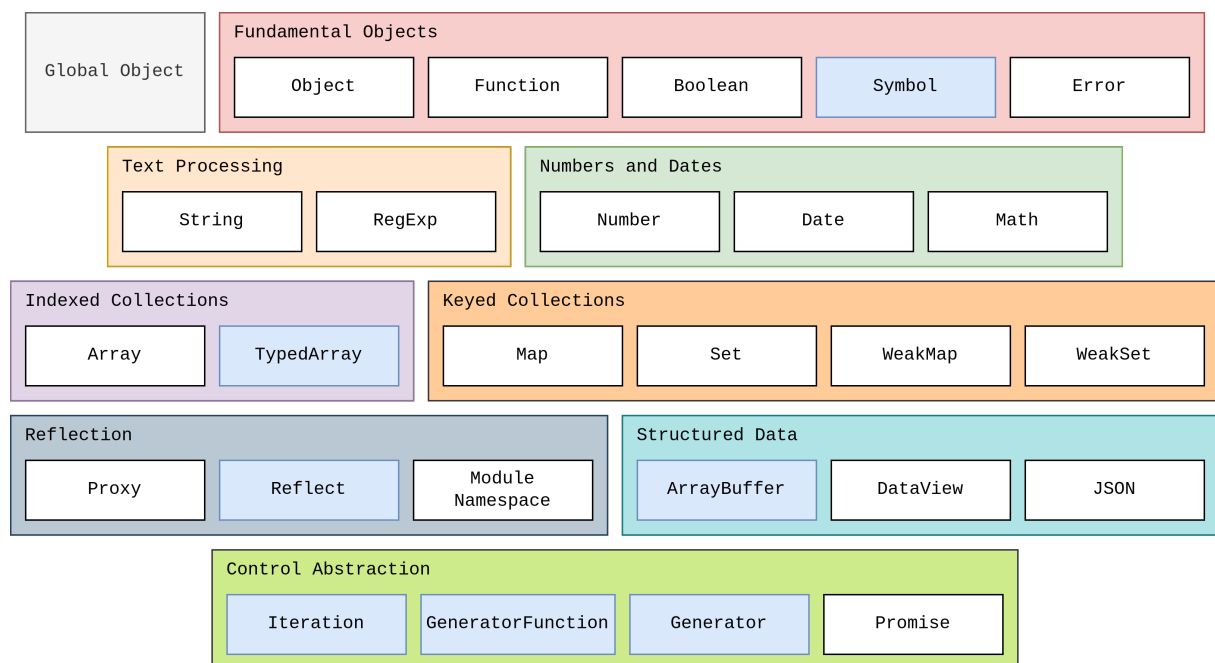 Global Object
Fundamental Objects
Object
Function
Boolean
Symbol
Error
Text Processing
String
RegExp
Numbers and Dates
Number
Date
Math
Indexed Collections
Array
TypedArray
Keyed Collections
Map
Set
WeakMap
WeakSet
Reflection
Proxy
Reflect
Module
Namespace
Structured Data
ArrayBuffer
DataView
JSON
Control Abstraction
Iteration
GeneratorFunction
Generator
Promise